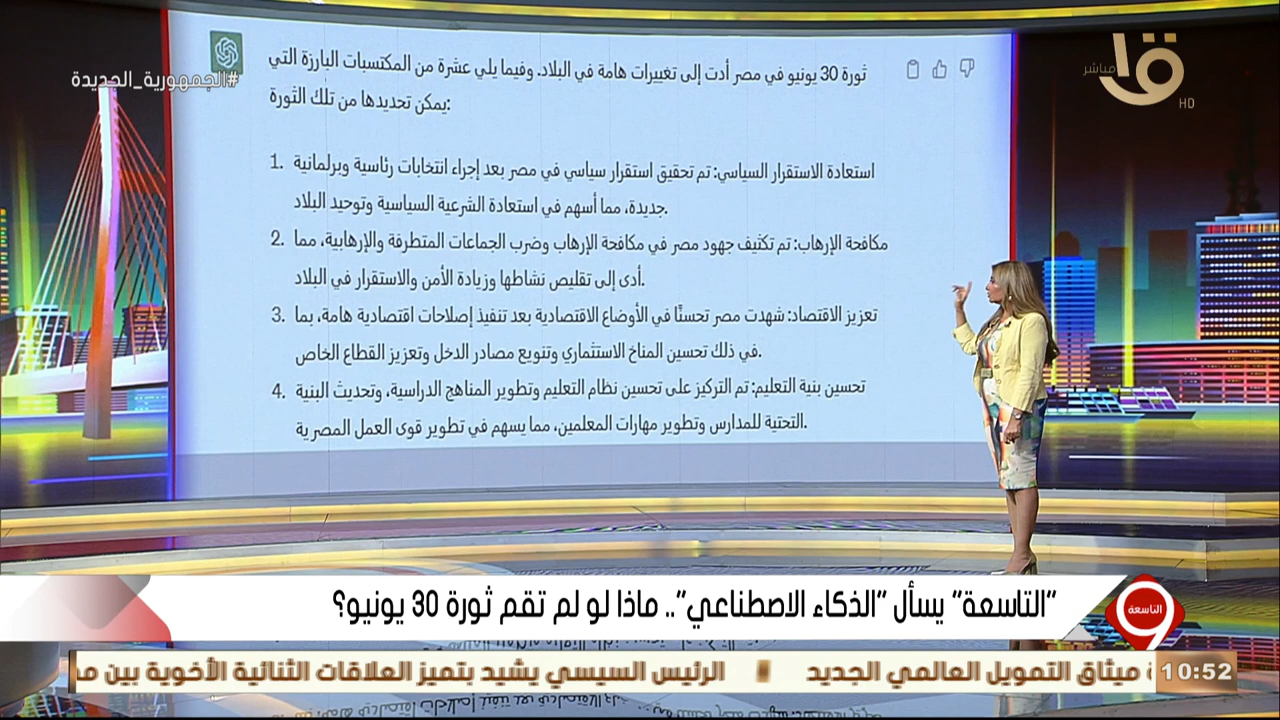 #الجمهورية_الجديدة
مباشر
HD
ثورة 30 يونيو في مصر أدت إلى تغييرات هامة في البلاد. وفيما يلي عشرة من المكتسبات البارزة التي
يمكن تحديدها من تلك الثورة:
1. استعادة الاستقرار السياسي: تم تحقيق استقرار سياسي في مصر بعد إجراء انتخابات رئاسية وبرلمانية
جديدة، مما أسهم في استعادة الشرعية السياسية وتوحيد البلاد.
2. مكافحة الإرهاب: تم تكثيف جهود مصر في مكافحة الإرهاب وضرب الجماعات المتطرفة والإرهابية، مما
أدى إلى تقليص نشاطها وزيادة الأمن والاستقرار في البلاد.
3. تعزيز الاقتصاد: شهدت مصر تحسنًا في الأوضاع الاقتصادية بعد تنفيذ إصلاحات اقتصادية هامة، بما
في ذلك تحسين المناخ الاستثماري وتنويع مصادر الدخل وتعزيز القطاع الخاص.
4. تحسين بنية التعليم: تم التركيز على تحسين نظام التعليم وتطوير المناهج الدراسية، وتحديث البنية
التحتية للمدارس وتطوير مهارات المعلمين، مما يسهم في تطوير قوى العمل المصرية.
"التاسعة" يسأل "الذكاء الاصطناعي".. ماذا لو لم تقم ثورة 30 يونيو؟
التاسعة
9
10:52
ميثاق التمويل العالمي الجديد الرئيس السيسي يشيد بتميز العلاقات الثنائية الأخوية بين